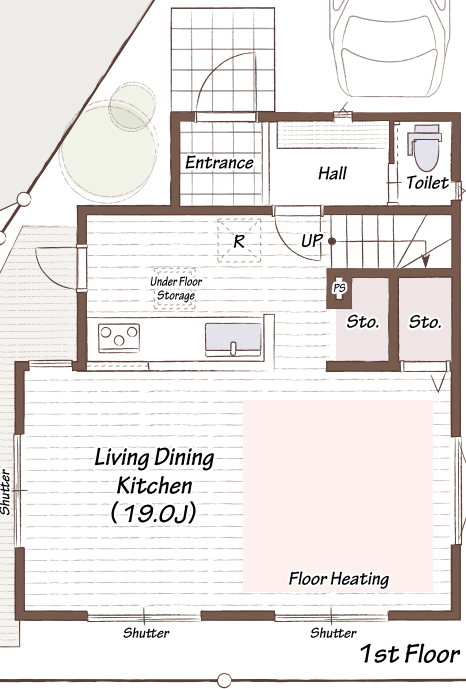 Entrance
Hall
Toilet
R
UP
Under Floor
Storage
PS
Sto.
Sto.
Living Dining
Kitchen
(19.0J)
Shutter
Floor Heating
Shutter
Shutter
1st Floor